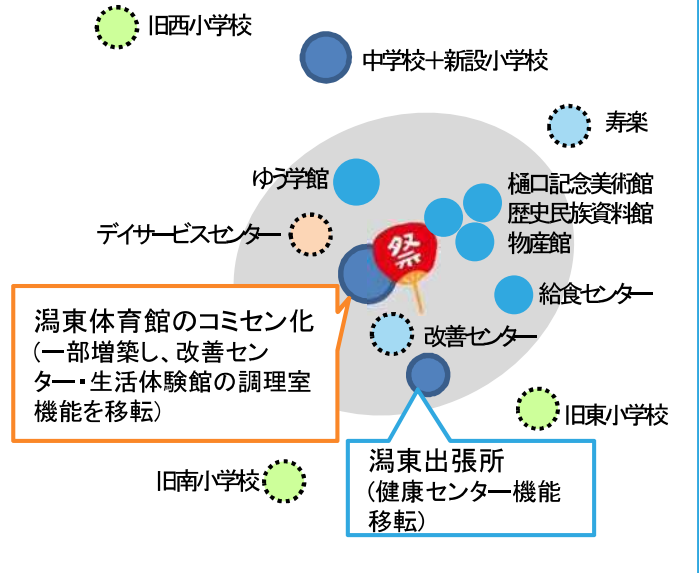 旧西小学校
中学校＋新設小学校
寿楽
ゆう学館
樋口記念美術館
歴史民族資料館
物産館
デイサービスセンター
祭
給食センター
潟東体育館のコミセン化
（一部増築し、改善セン
ター・生活体験館の調理室
機能を移転）
改善センター
旧東小学校
潟東出張所
（健康センター機能
移転）
旧南小学校